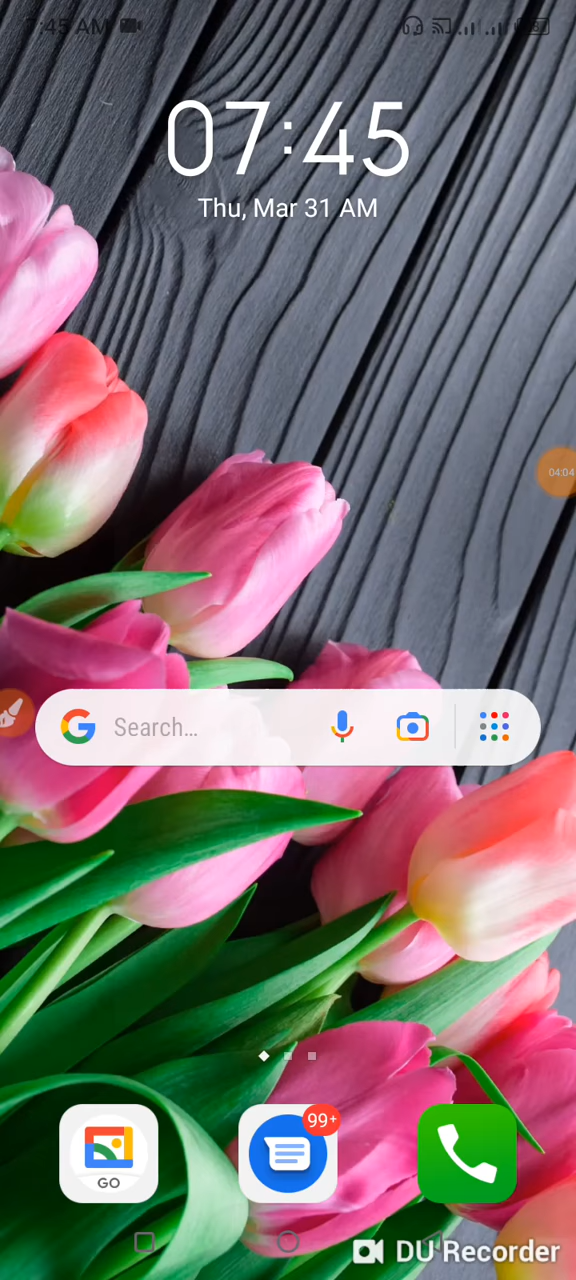 7:45 AM
07:45
Thu, Mar 31 AM
04:04
Search...
99+
GO
DU Recorder